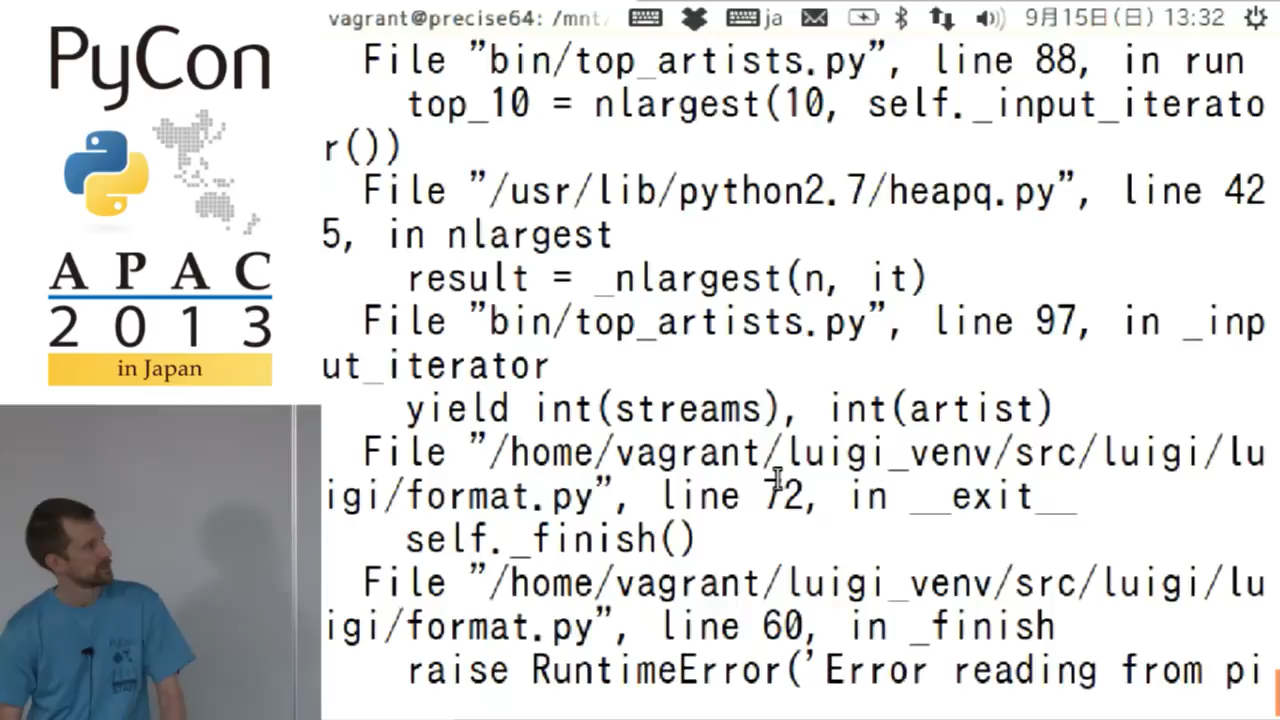 PyCon
A P A C
2 0 1 3
in Japan
vagrant@precise64: /mnt/
ja
9月15日(日) 13:32
File "bin/top_artists.py", line 88, in run
top_10 = nlargest(10, self._input_iterato
r())
File "/usr/lib/python2.7/heapq.py", line 42
5, in nlargest
result = _nlargest(n, it)
File "bin/top_artists.py", line 97, in _inp
ut_iterator
yield int(streams), int(artist)
File "/home/vagrant/luigi_venv/src/luigi/lu
igi/format.py", line 72, in __exit__
self._finish()
File "/home/vagrant/luigi_venv/src/luigi/lu
igi/format.py", line 60, in _finish
raise RuntimeError('Error reading from pi